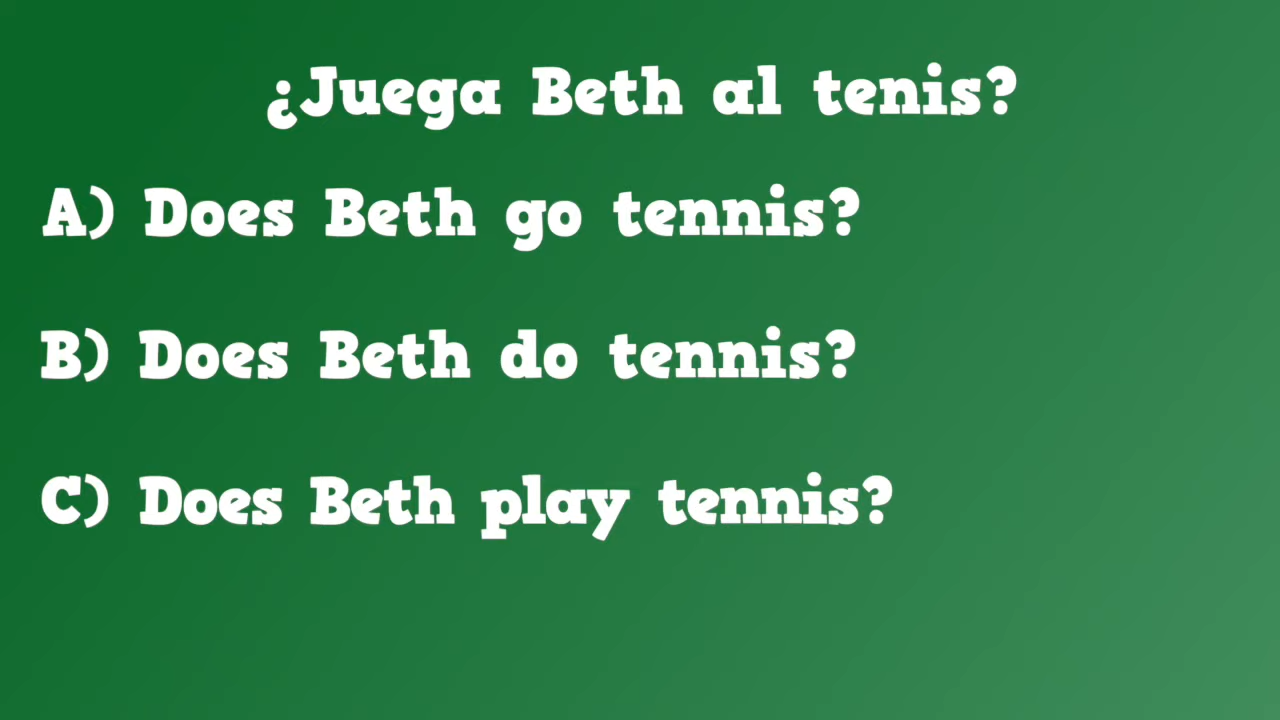 ¿Juega Beth al tenis?
A) Does Beth go tennis?
B) Does Beth do tennis?
C) Does Beth play tennis?